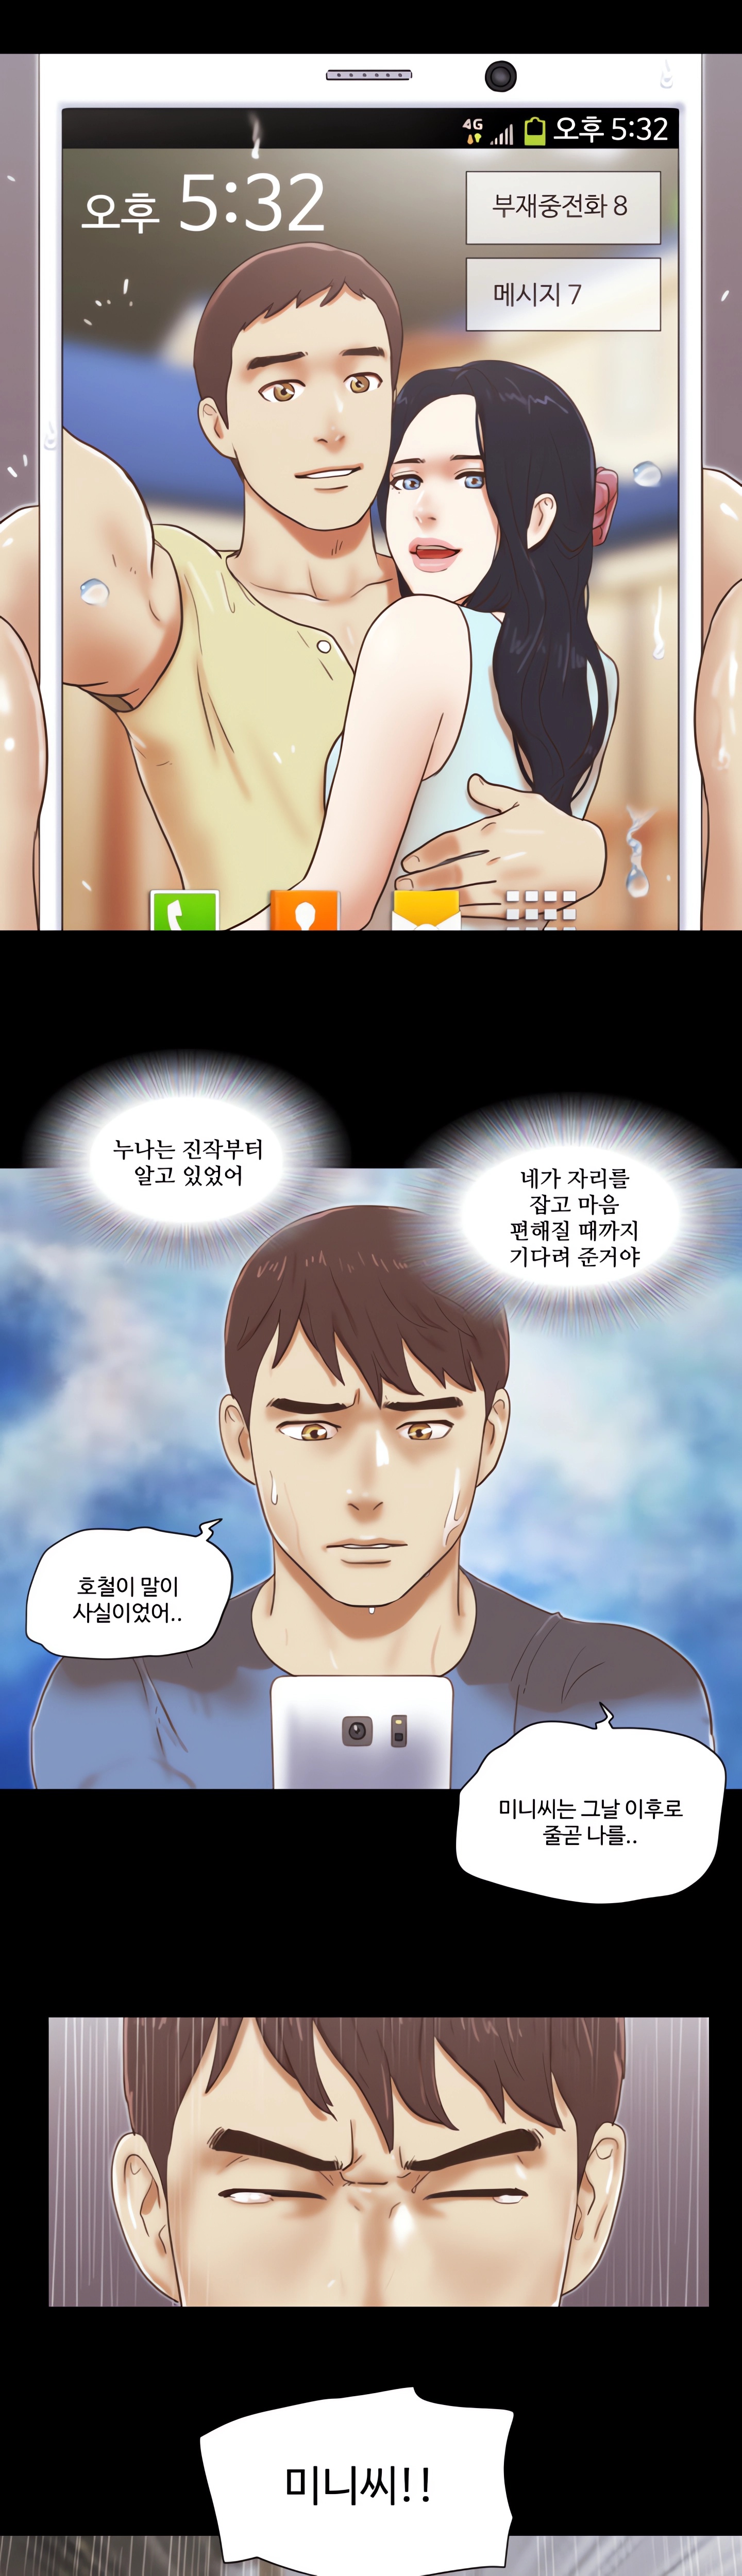 4G 오후 5:32
오후 5:32
부재중전화 8
메시지 7
누나는 진작부터
알고 있었어
네가 자리를
잡고 마음
편해질 때까지
기다려 준거야
호철이 말이
사실이었어..
미니씨는 그날 이후로
줄곧 나를..
미니씨!!